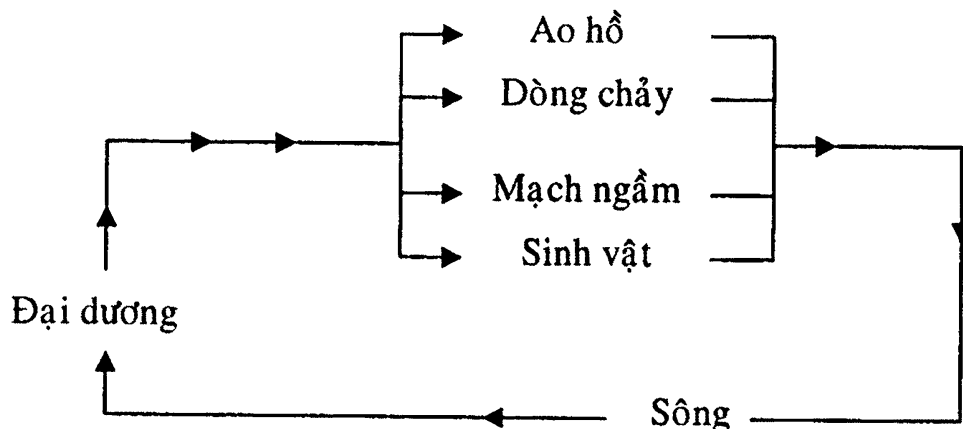 Ao hồ
Dòng chảy
Mạch ngầm
Sinh vật
Đại dương
Sông